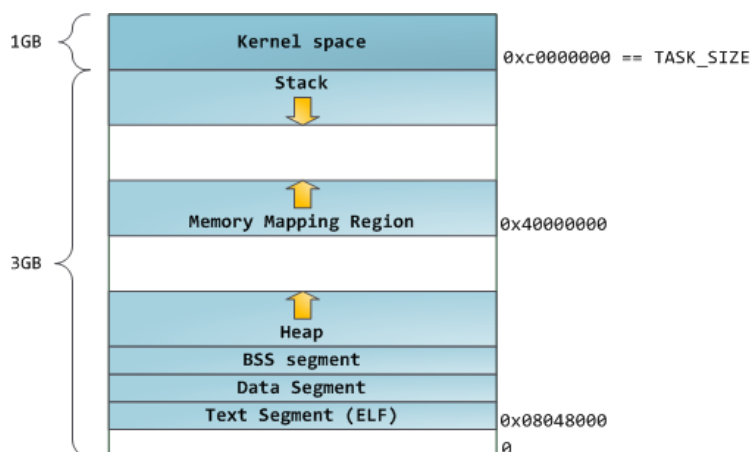 1GB
Kernel space
0xc0000000 == TASK_SIZE
Stack
Memory Mapping Region
0x40000000
3GB
Heap
BSS segment
Data Segment
Text Segment (ELF)
0x08048000
0